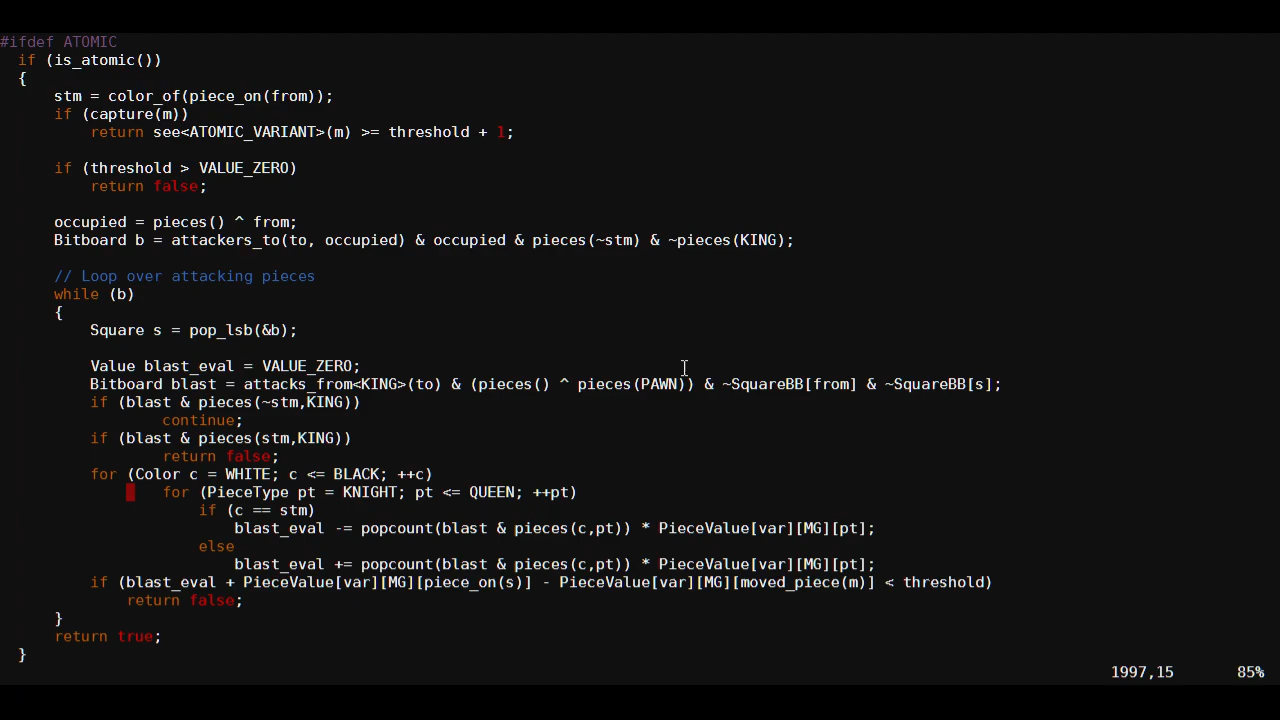 #ifdef ATOMIC
  if (is_atomic())
  {
      stm = color_of(piece_on(from));
      if (capture(m))
          return see<ATOMIC_VARIANT>(m) >= threshold + 1;

      if (threshold > VALUE_ZERO)
          return false;

      occupied = pieces() ^ from;
      Bitboard b = attackers_to(to, occupied) & occupied & pieces(~stm) & ~pieces(KING);

      // Loop over attacking pieces
      while (b)
      {
          Square s = pop_lsb(&b);

          Value blast_eval = VALUE_ZERO;
          Bitboard blast = attacks_from<KING>(to) & (pieces() ^ pieces(PAWN)) & ~SquareBB[from] & ~SquareBB[s];
          if (blast & pieces(~stm,KING))
                  continue;
          if (blast & pieces(stm,KING))
                  return false;
          for (Color c = WHITE; c <= BLACK; ++c)
                  for (PieceType pt = KNIGHT; pt <= QUEEN; ++pt)
                      if (c == stm)
                          blast_eval -= popcount(blast & pieces(c,pt)) * PieceValue[var][MG][pt];
                      else
                          blast_eval += popcount(blast & pieces(c,pt)) * PieceValue[var][MG][pt];
          if (blast_eval + PieceValue[var][MG][piece_on(s)] - PieceValue[var][MG][moved_piece(m)] < threshold)
              return false;
      }
      return true;
  }
1997,15 85%